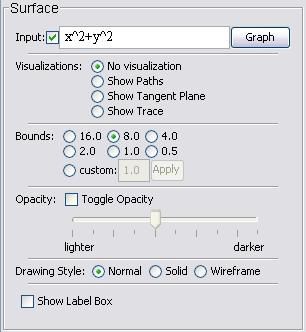 Surface
Input: x^2+y^2 Graph
Visualizations: No visualization
Show Paths
Show Tangent Plane
Show Trace
Bounds: 16.0 8.0 4.0
2.0 1.0 0.5
custom: 1.0 Apply
Opacity: Toggle Opacity
lighter darker
Drawing Style: Normal Solid Wireframe
Show Label Box